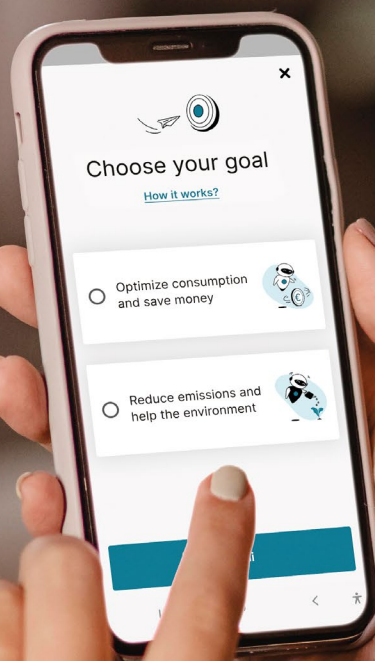 Choose your goal
How it works?
Optimize consumption
and save money
Reduce emissions and
help the environment